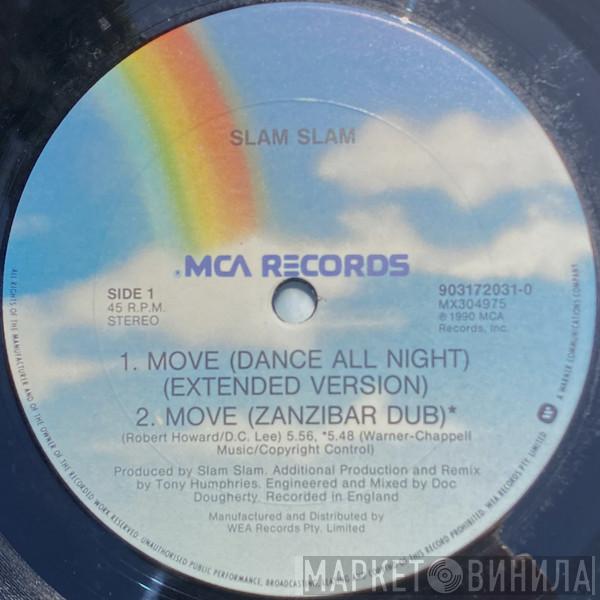 SLAM SLAM
MCA RECORDS
SIDE 1
45 R.P.M.
STEREO
903172031-0
MX304975
℗ 1990 MCA
Records, Inc.
1. MOVE (DANCE ALL NIGHT)
(EXTENDED VERSION)
2. MOVE (ZANZIBAR DUB)*
(Robert Howard/D.C. Lee) 5.56, *5.48 (Warner-Chappell
Music/Copyright Control)
Produced by Slam Slam. Additional Production and Remix
by Tony Humphries. Engineered and Mixed by Doc
Dougherty. Recorded in England
Manufactured and Distributed by
WEA Records Pty. Limited
ALL RIGHTS OF THE MANUFACTURER AND OF THE OWNER OF THE RECORDED WORK RESERVED. UNAUTHORISED PUBLIC PERFORMANCE, BROADCASTING, LEASING AND COPYING OF THIS RECORD PROHIBITED. WEA RECORDS PTY. LIMITED
A WARNER COMMUNICATIONS COMPANY
МАРКЕТ ВИНИЛА